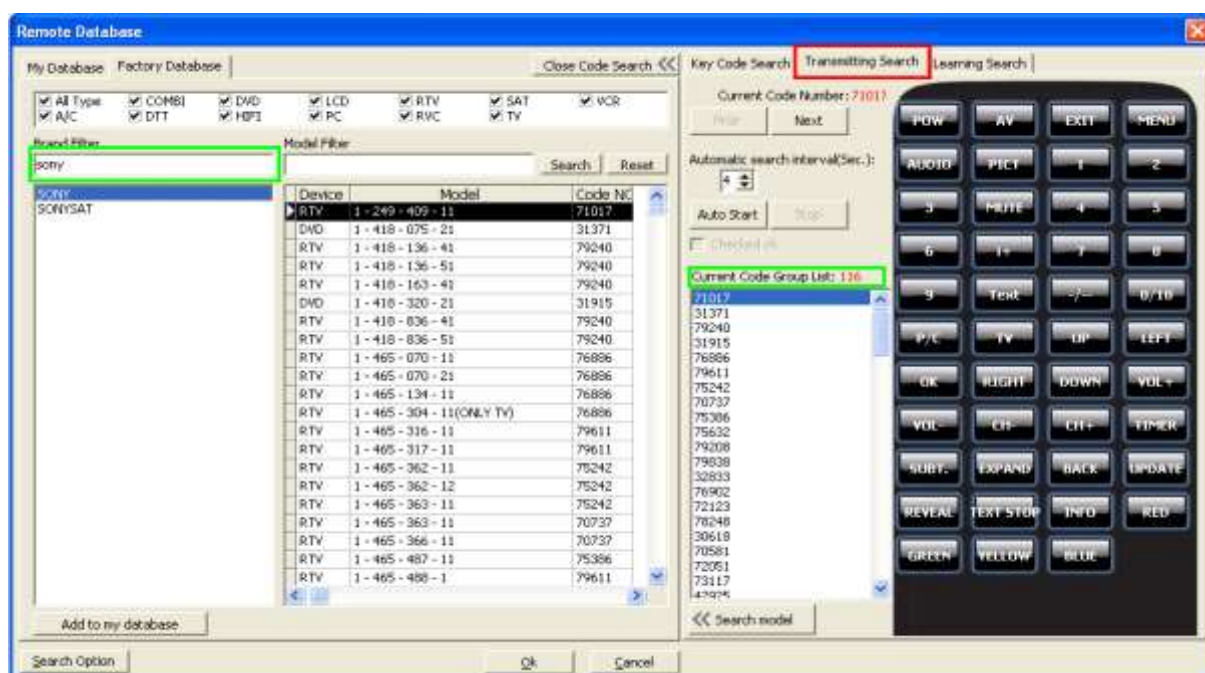 Remote Database
My Database Factory Database Close Code Search <<
All Type COMBI DVD LCD RTV SAT VCR
A/C DTT HIFI PC RVC TV
Brand Filter Model Filter
sony Search Reset
SONY
SONYSAT
Device Model Code NO
RTV 1 - 249 - 409 - 11 71017
DVD 1 - 418 - 075 - 21 31371
RTV 1 - 418 - 136 - 41 79240
RTV 1 - 418 - 136 - 51 79240
RTV 1 - 418 - 163 - 41 79240
DVD 1 - 418 - 320 - 21 31915
RTV 1 - 418 - 836 - 41 79240
RTV 1 - 418 - 836 - 51 79240
RTV 1 - 465 - 070 - 11 76886
RTV 1 - 465 - 070 - 21 76886
RTV 1 - 465 - 134 - 11 76886
RTV 1 - 465 - 304 - 11(ONLY TV) 76886
RTV 1 - 465 - 316 - 11 79611
RTV 1 - 465 - 317 - 11 79611
RTV 1 - 465 - 362 - 11 75242
RTV 1 - 465 - 362 - 12 75242
RTV 1 - 465 - 363 - 11 75242
RTV 1 - 465 - 363 - 11 70737
RTV 1 - 465 - 366 - 11 70737
RTV 1 - 465 - 487 - 11 75386
RTV 1 - 465 - 488 - 1 79611
Add to my database
Search Option Ok Cancel
Key Code Search Transmitting Search Learning Search
Current Code Number: 71017
Prior Next
Automatic search interval(Sec.):
4
Auto Start Stop
Checked ok
Current Code Group List: 116
71017
31371
79240
31915
76886
79611
75242
70737
75386
75632
79208
79838
32833
76902
72123
78248
30618
70581
72051
73117
<< Search model
POW AV EXIT MENU
AUDIO PICT 1 2
3 MUTE 4 5
6 i+ 7 8
9 Text -/-- 0/10
P/C TV UP LEFT
OK RIGHT DOWN VOL+
VOL- CH- CH+ TIMER
SUBT. EXPAND BACK UPDATE
REVEAL TEXT STOP INFO RED
GREEN YELLOW BLUE